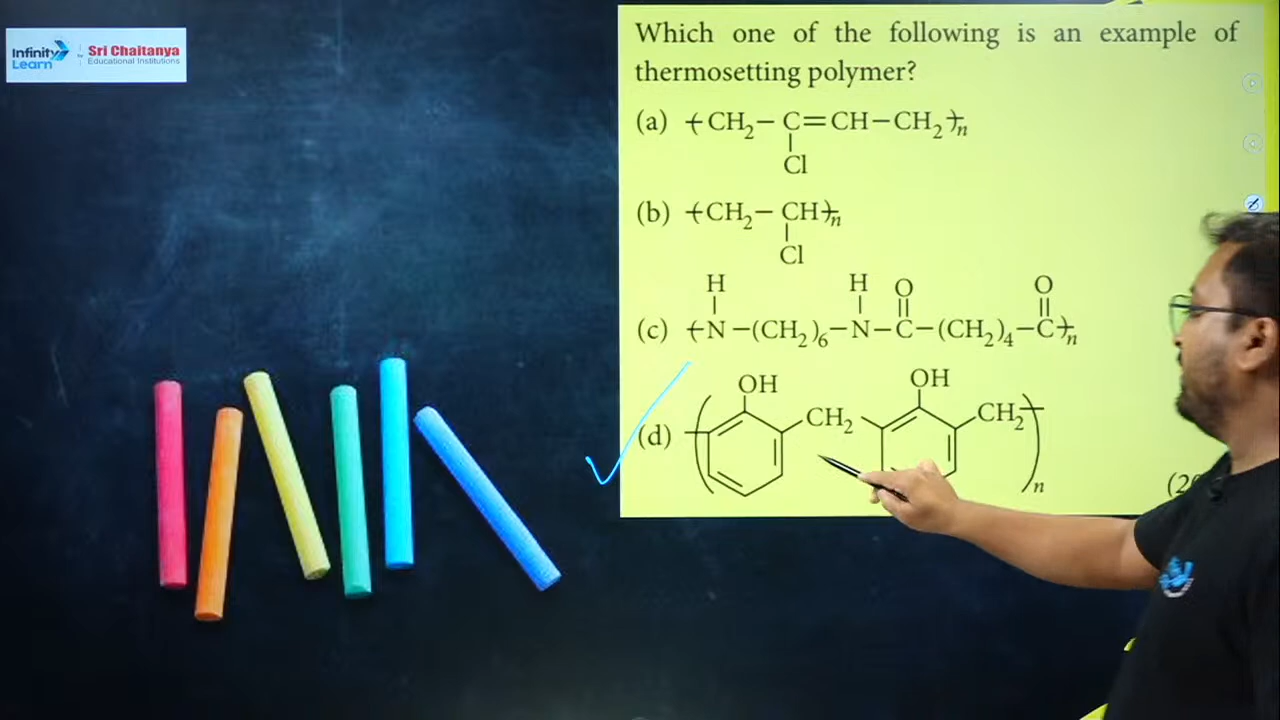 Infinity Learn
by
Sri Chaitanya
Educational Institutions
Which one of the following is an example of
thermosetting polymer?
(a) –(CH₂–C=CH–CH₂–)ₙ
Cl
(b) –(CH₂–CH–)ₙ
Cl
H H O O
(c) –(N–(CH₂)₆–N–C–(CH₂)₄–C–)ₙ
OH OH
(d) CH₂ CH₂
n